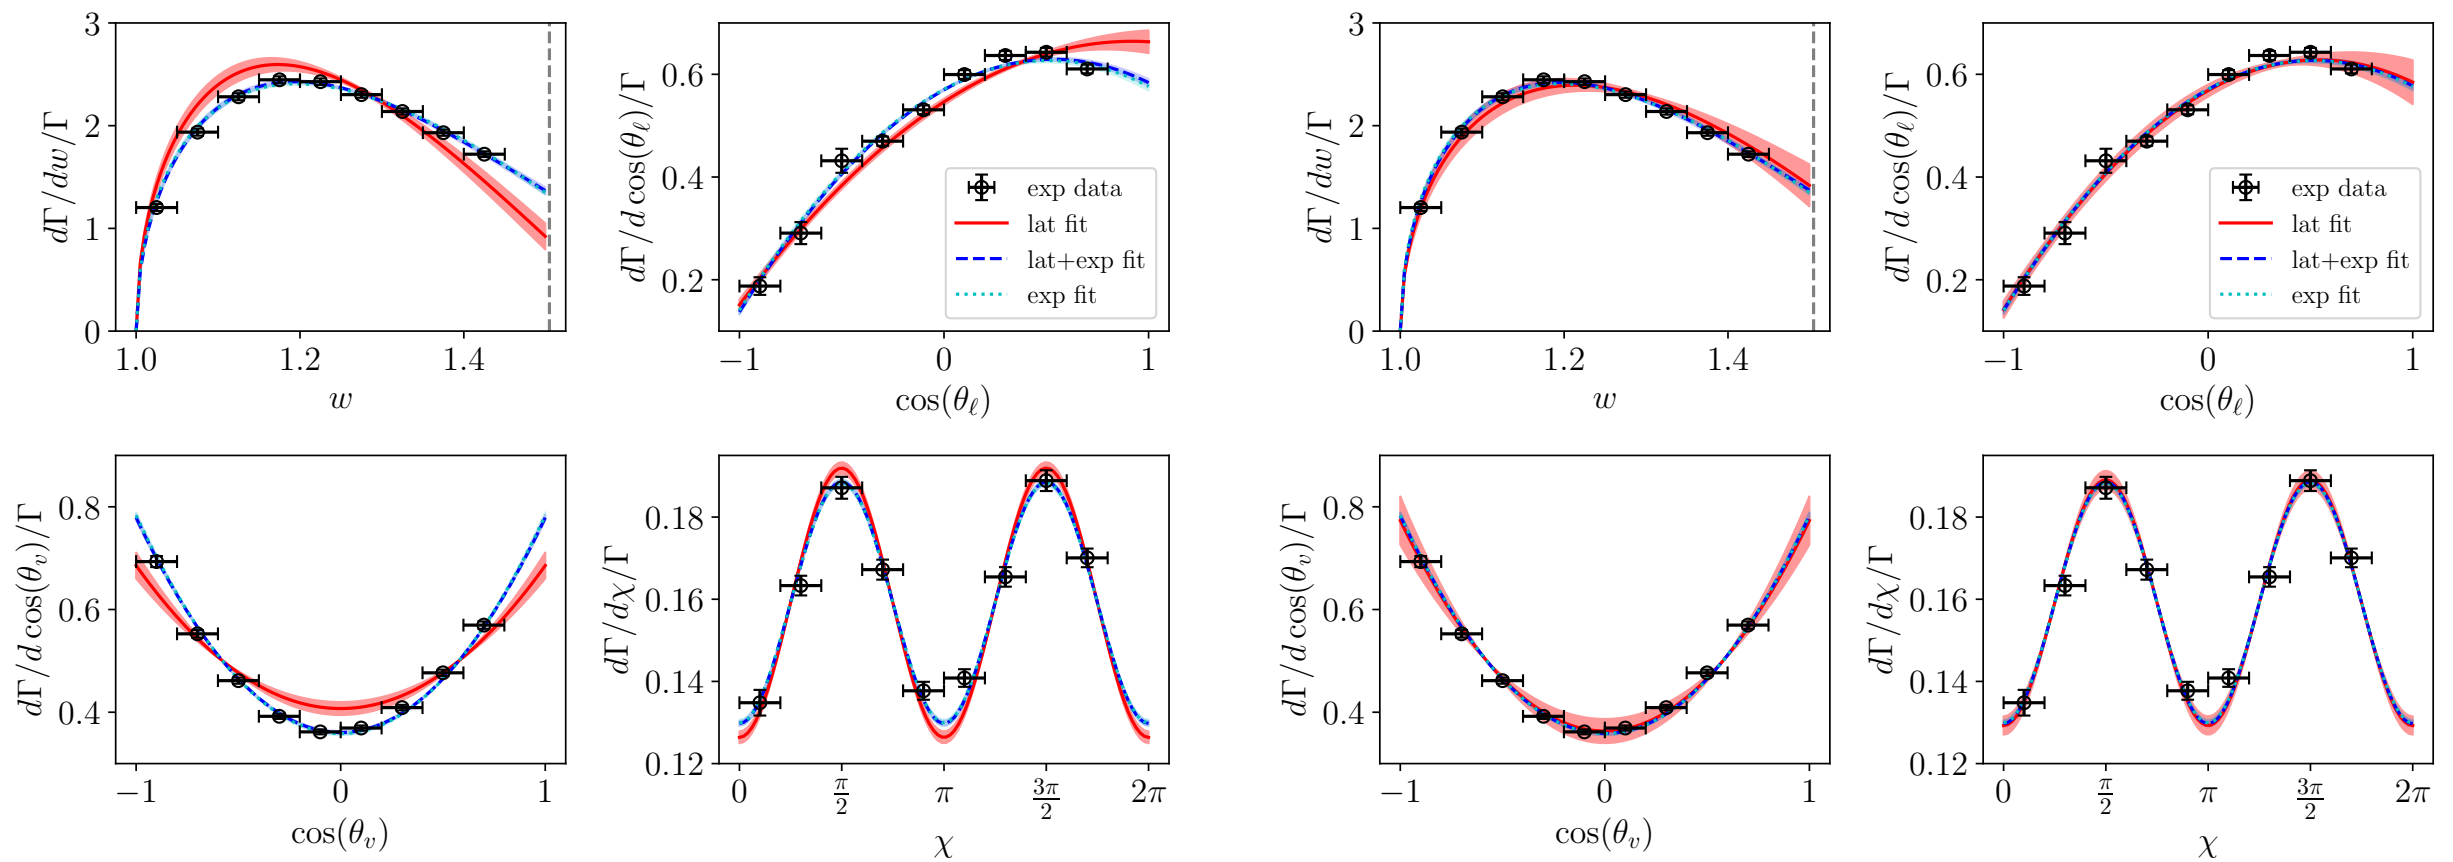 3
2
1
0
dΓ/dw/Γ
1.0 1.2 1.4
w
0.6
0.4
0.2
dΓ/d cos(θℓ)/Γ
exp data
lat fit
lat+exp fit
exp fit
−1 0 1
cos(θℓ)
3
2
1
0
dΓ/dw/Γ
1.0 1.2 1.4
w
0.6
0.4
0.2
dΓ/d cos(θℓ)/Γ
exp data
lat fit
lat+exp fit
exp fit
−1 0 1
cos(θℓ)
0.8
0.6
0.4
dΓ/d cos(θᵥ)/Γ
−1 0 1
cos(θᵥ)
0.18
0.16
0.14
0.12
dΓ/dχ/Γ
0 π/2 π 3π/2 2π
χ
0.8
0.6
0.4
dΓ/d cos(θᵥ)/Γ
−1 0 1
cos(θᵥ)
0.18
0.16
0.14
0.12
dΓ/dχ/Γ
0 π/2 π 3π/2 2π
χ